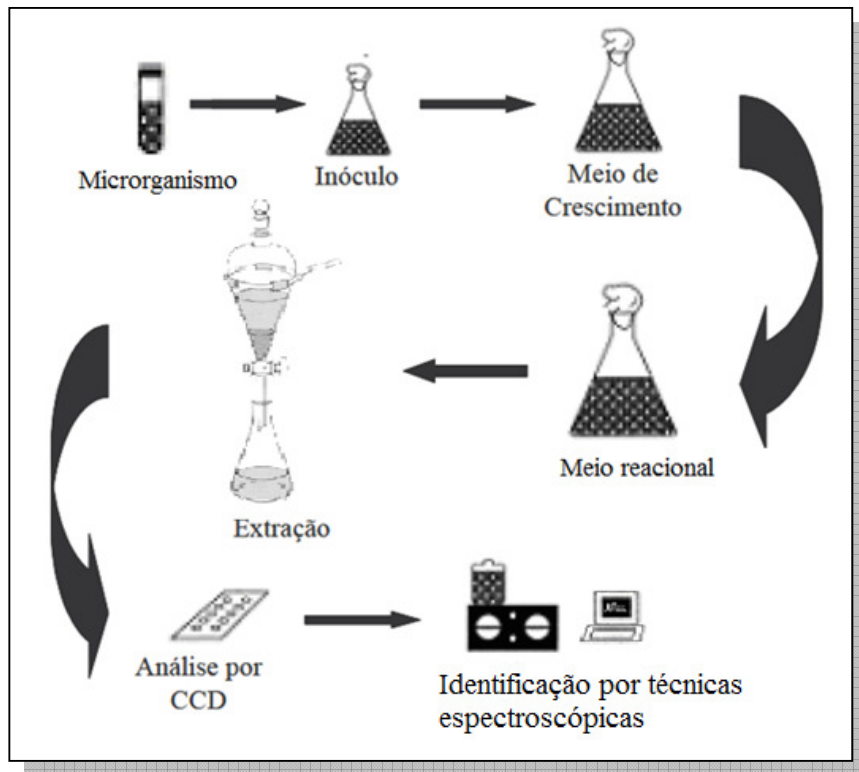 Microrganismo
Inóculo
Meio de
Crescimento
Meio reacional
Extração
Análise por
CCD
Identificação por técnicas
espectroscópicas